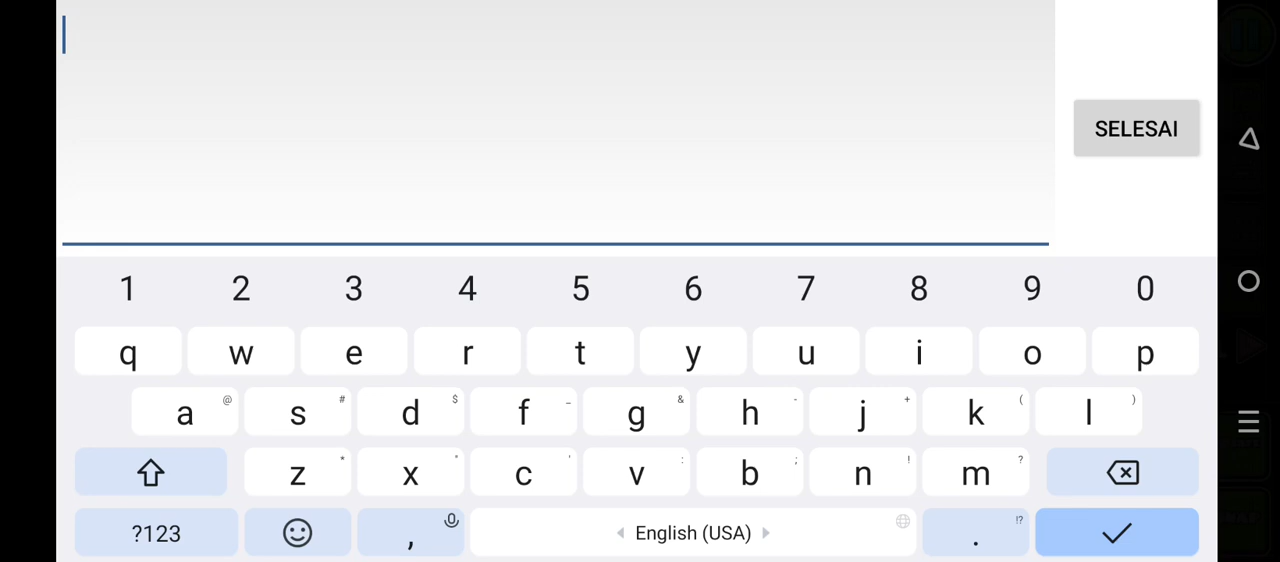 SELESAI
1 2 3 4 5 6 7 8 9 0
q w e r t y u i o p
a @ s # d $ f _ g & h - j + k ( l )
z * x " c ' v : b ; n ! m ?
?123 , English (USA) . !?